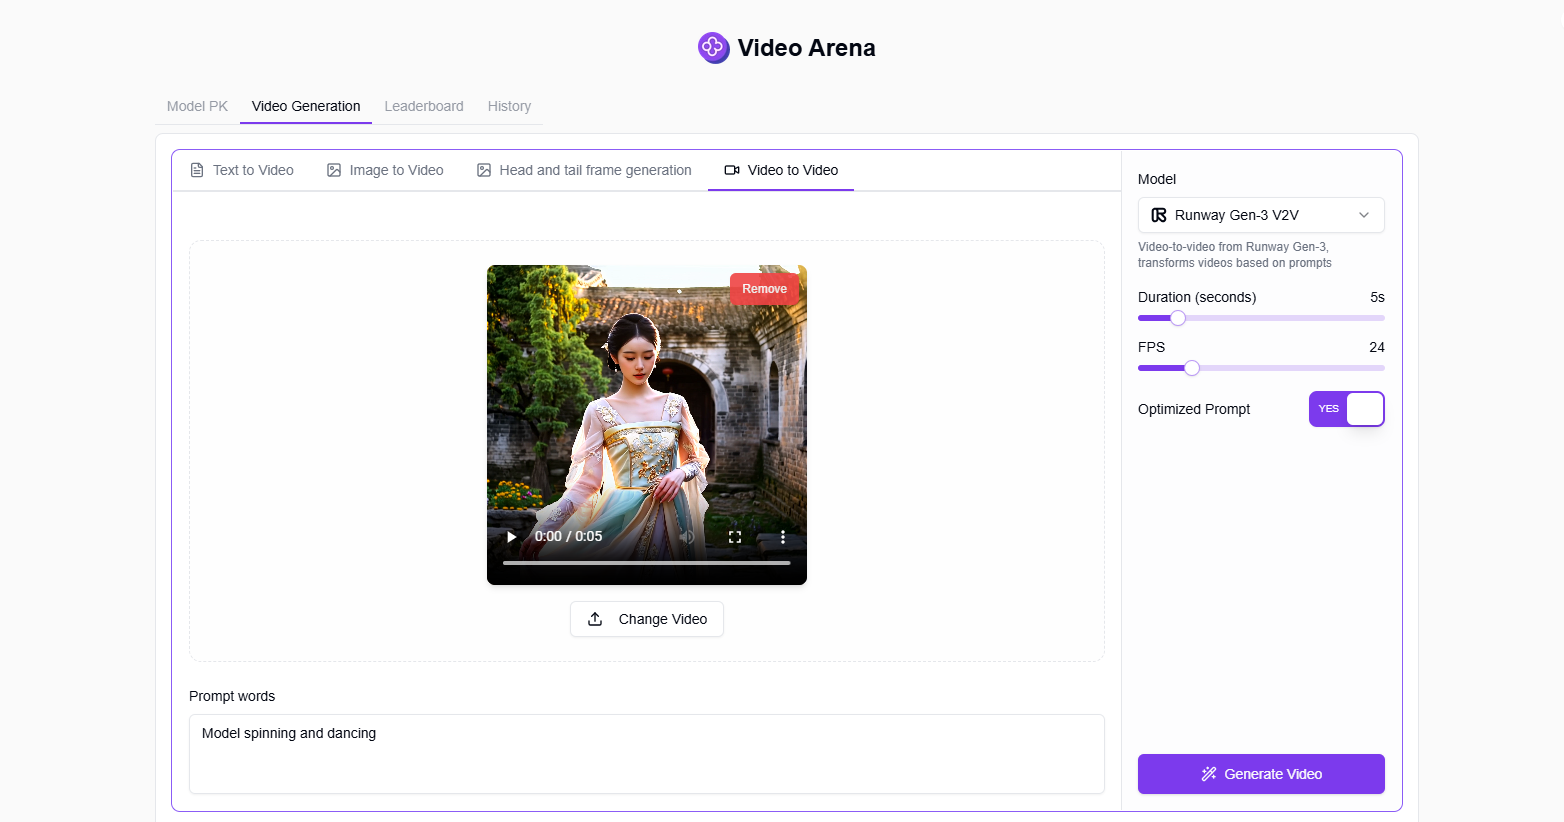 Video Arena
Model PK
Video Generation
Leaderboard
History
Text to Video
Image to Video
Head and tail frame generation
Video to Video
Remove
0:00 / 0:05
Change Video
Prompt words
Model spinning and dancing
Model
Runway Gen-3 V2V
Video-to-video from Runway Gen-3,
transforms videos based on prompts
Duration (seconds)
5s
FPS
24
Optimized Prompt
YES
Generate Video